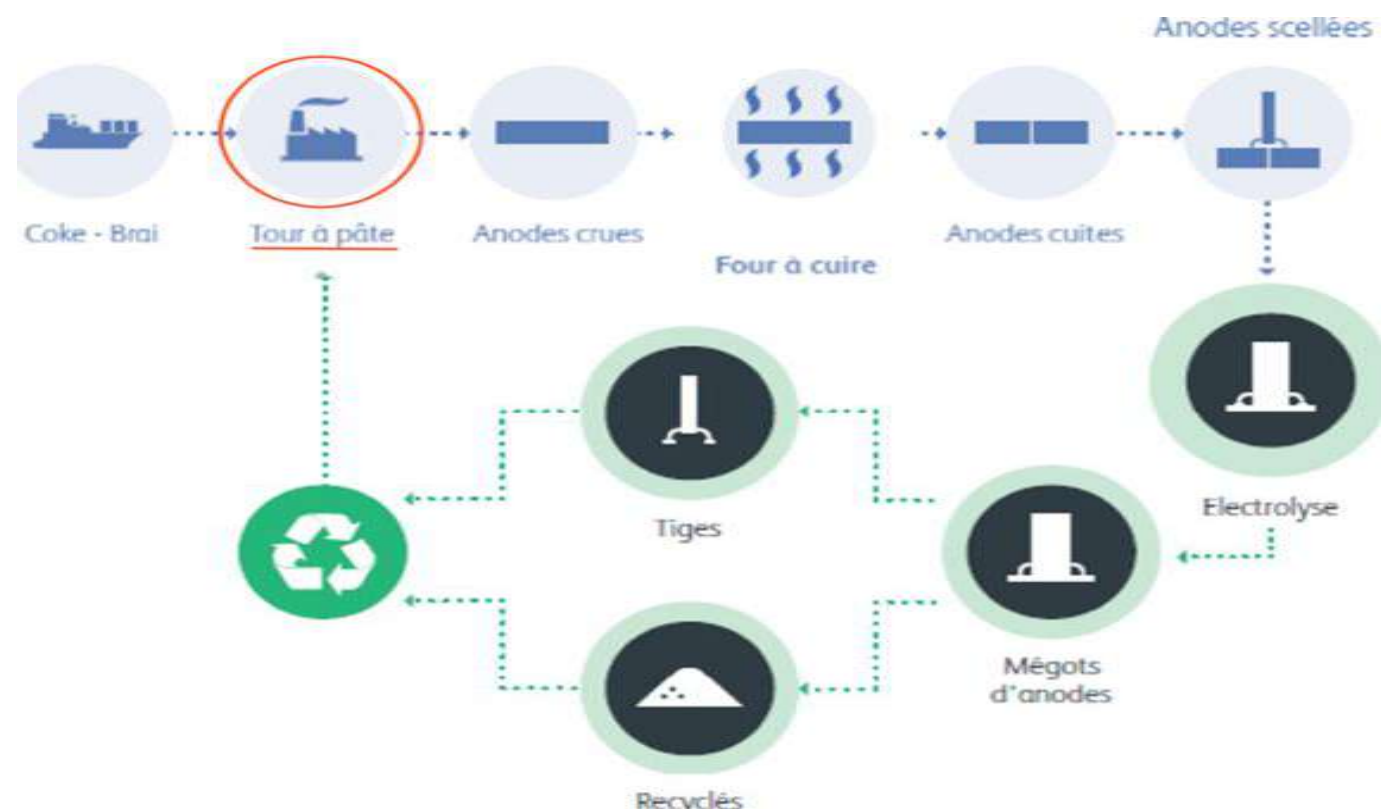 Anodes scellées
Coke - Brai
Tour à pâte
Anodes crues
Four à cuire
Anodes cuites
Electrolyse
Tiges
Mégots
d'anodes
Recyclés